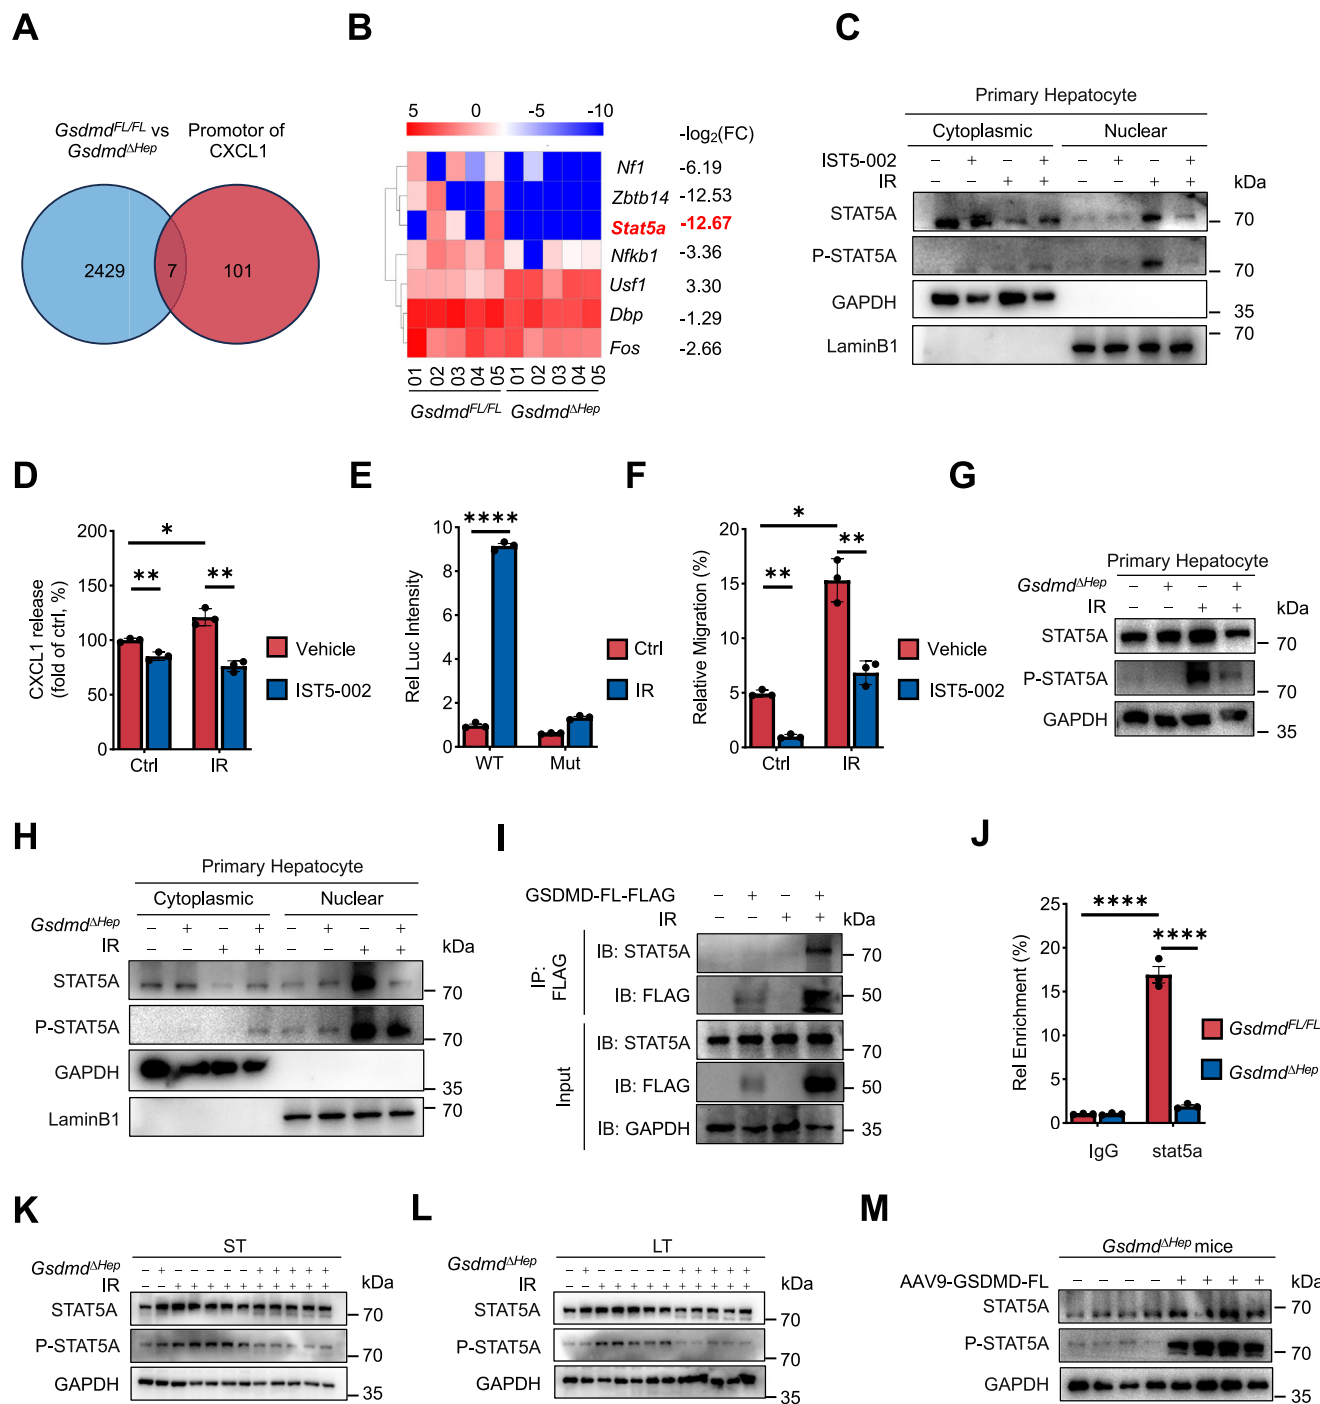 A
Gsdmd^FL/FL vs
Gsdmd^ΔHep
Promotor of
CXCL1
2429
7
101
B
5 0 -5 -10
-log2(FC)
Nf1 -6.19
Zbtb14 -12.53
Stat5a -12.67
Nfkb1 -3.36
Usf1 3.30
Dbp -1.29
Fos -2.66
01 02 03 04 05 01 02 03 04 05
Gsdmd^FL/FL Gsdmd^ΔHep
C
Primary Hepatocyte
Cytoplasmic Nuclear
IST5-002 – + – + – + – +
IR – – + + – – + + kDa
STAT5A 70
P-STAT5A 70
GAPDH 35
LaminB1 70
D
CXCL1 release
(fold of ctrl, %)
200
150
100
50
0
*
** **
Ctrl IR
Vehicle
IST5-002
E
Rel Luc Intensity
10
8
6
4
2
0
****
WT Mut
Ctrl
IR
F
Relative Migration (%)
20
15
10
5
0
*
** **
Ctrl IR
Vehicle
IST5-002
G
Primary Hepatocyte
Gsdmd^ΔHep – + – +
IR – – + + kDa
STAT5A 70
P-STAT5A 70
GAPDH 35
H
Primary Hepatocyte
Cytoplasmic Nuclear
Gsdmd^ΔHep – + – + – + – +
IR – – + + – – + + kDa
STAT5A 70
P-STAT5A 70
GAPDH 35
LaminB1 70
I
GSDMD-FL-FLAG – + – +
IR – – + + kDa
IP:
FLAG
IB: STAT5A 70
IB: FLAG 50
Input
IB: STAT5A 70
IB: FLAG 50
IB: GAPDH 35
J
Rel Enrichment (%)
25
20
15
10
5
0
****
****
IgG stat5a
Gsdmd^FL/FL
Gsdmd^ΔHep
K
ST
Gsdmd^ΔHep – + – – – – – + + + + +
IR – – + + + + + + + + + + kDa
STAT5A 70
P-STAT5A 70
GAPDH 35
L
LT
Gsdmd^ΔHep – + – – – – – + + + + +
IR – – + + + + + + + + + + kDa
STAT5A 70
P-STAT5A 70
GAPDH 35
M
Gsdmd^ΔHep mice
AAV9-GSDMD-FL – – – – + + + + kDa
STAT5A 70
P-STAT5A 70
GAPDH 35